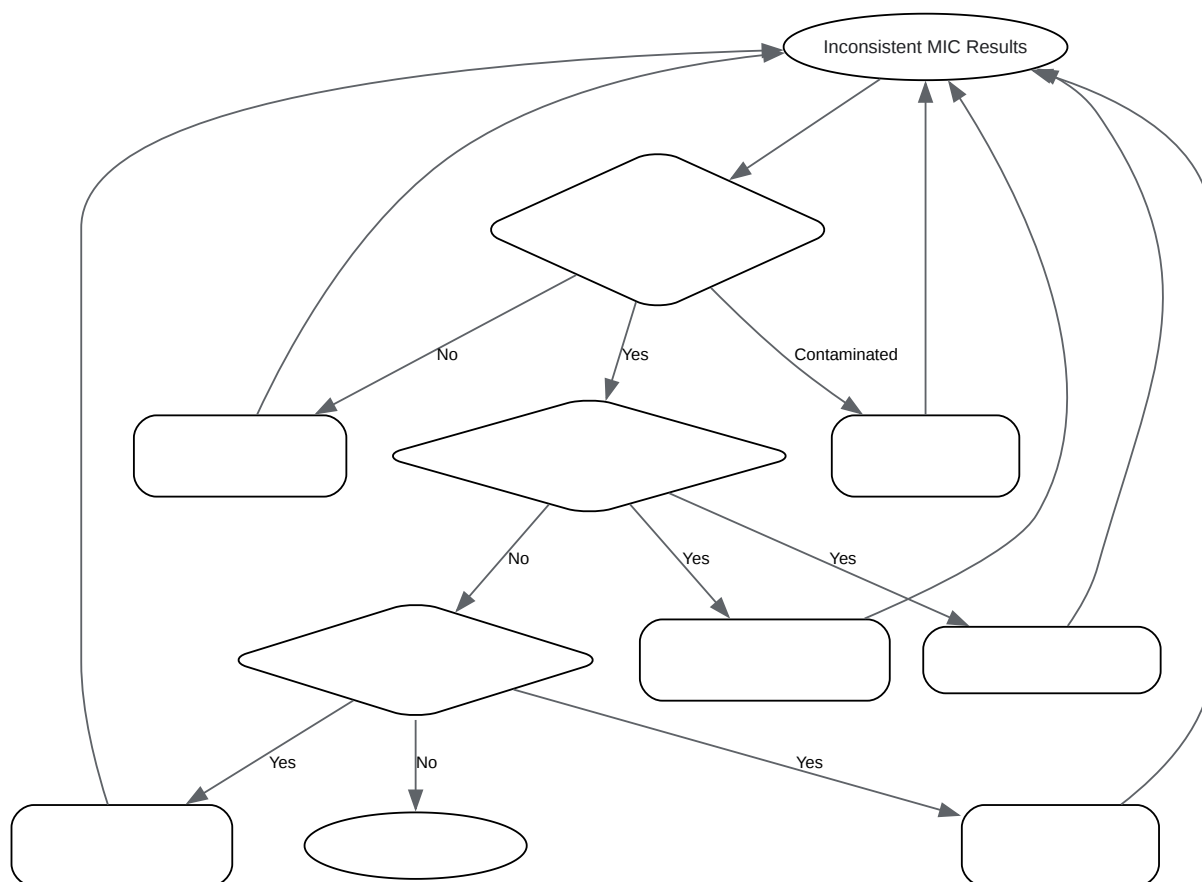 Inconsistent MIC Results
No
Yes
Contaminated
No
Yes
Yes
Yes
No
Yes